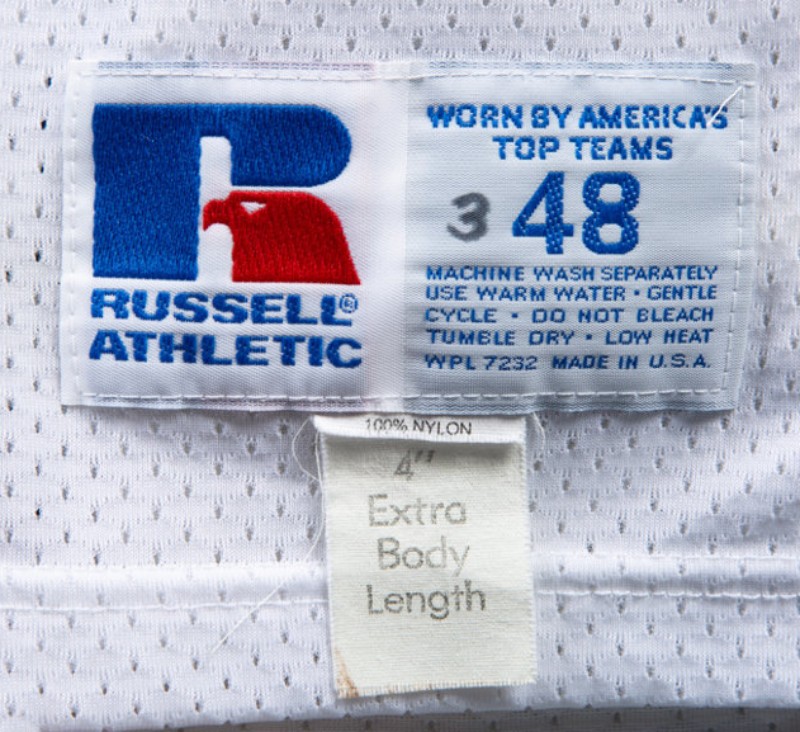 RUSSELL®
ATHLETIC
WORN BY AMERICA'S
TOP TEAMS
3 48
MACHINE WASH SEPARATELY
USE WARM WATER · GENTLE
CYCLE · DO NOT BLEACH
TUMBLE DRY · LOW HEAT
WPL 7232 MADE IN U.S.A.
100% NYLON
4"
Extra
Body
Length